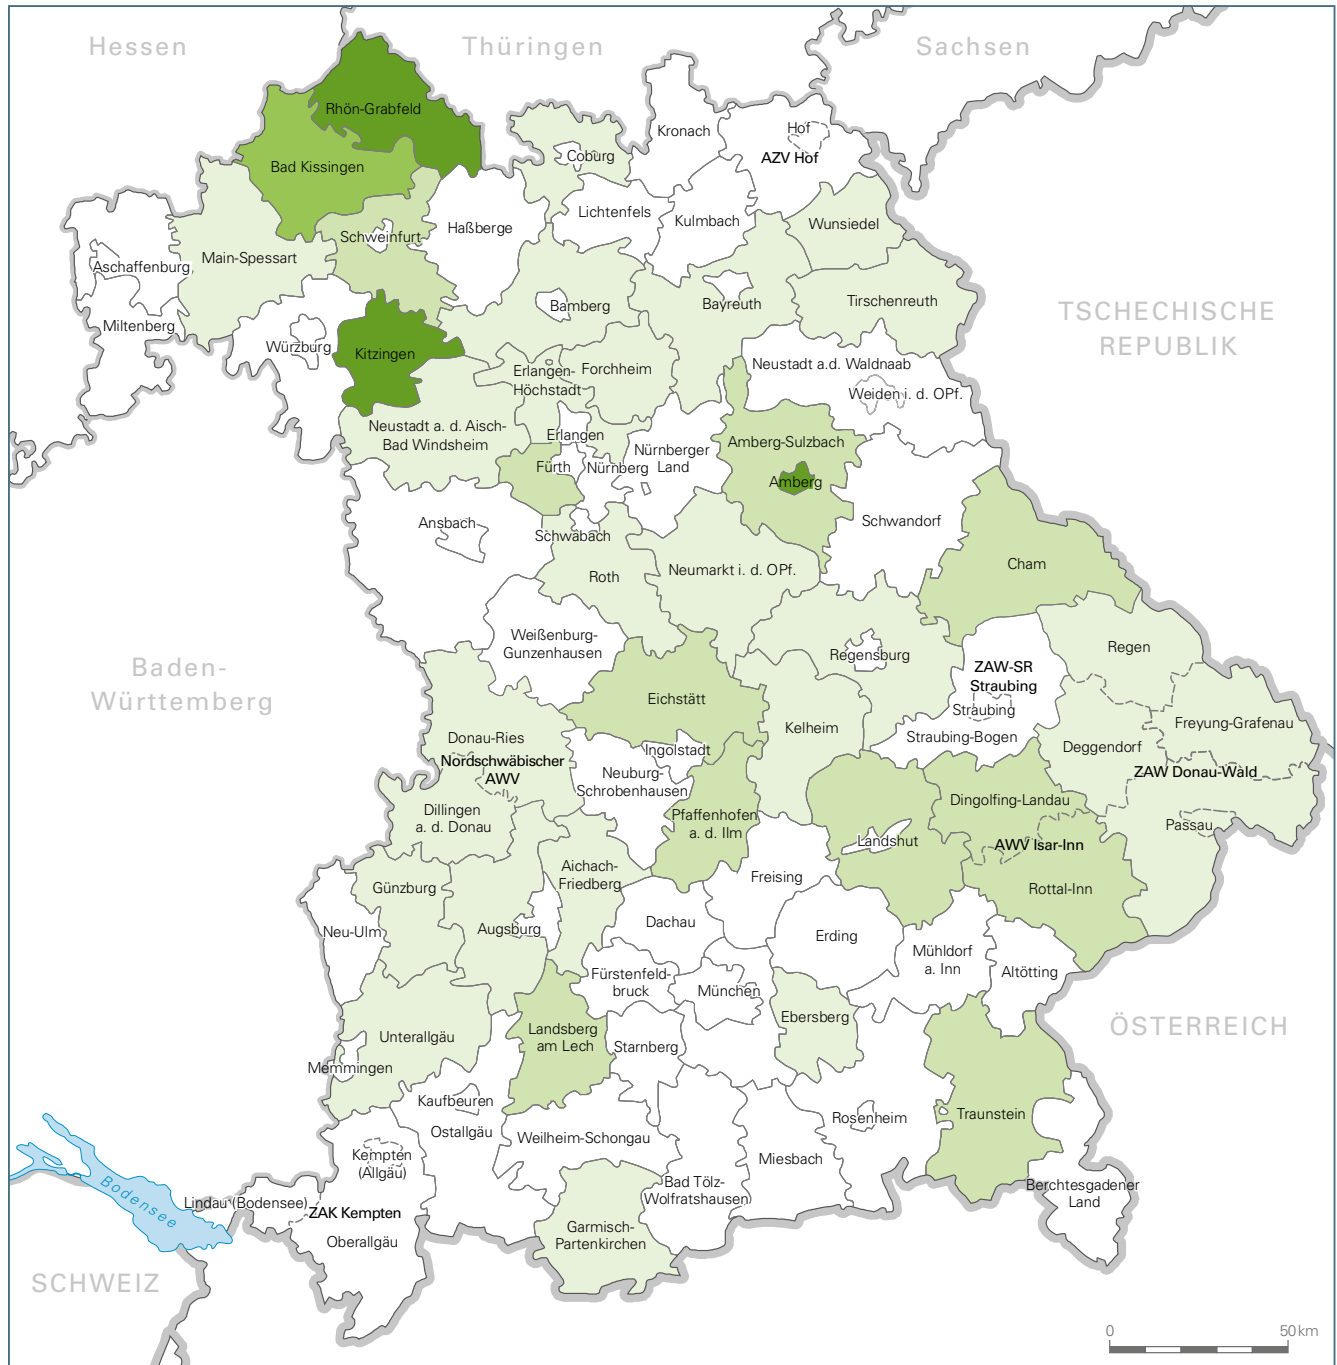 Hessen
Thüringen
Sachsen
Rhön-Grabfeld
Kronach
Hof
AZV Hof
Coburg
Bad Kissingen
Lichtenfels
Kulmbach
Wunsiedel
Haßberge
Schweinfurt
Main-Spessart
Aschaffenburg
Bamberg
Bayreuth
Tirschenreuth
TSCHECHISCHE
REPUBLIK
Miltenberg
Würzburg
Kitzingen
Erlangen-
Höchstadt
Forchheim
Neustadt a.d. Waldnaab
Weiden i. d. OPf.
Neustadt a. d. Aisch-
Bad Windsheim
Erlangen
Fürth
Nürnberg
Nürnberger
Land
Amberg-Sulzbach
Amberg
Ansbach
Schwabach
Schwandorf
Roth
Neumarkt i. d. OPf.
Cham
Weißenburg-
Gunzenhausen
Regensburg
Regen
Baden-
Württemberg
ZAW-SR
Straubing
Straubing
Straubing-Bogen
Eichstätt
Kelheim
Freyung-Grafenau
Deggendorf
ZAW Donau-Wald
Passau
Donau-Ries
Nordschwäbischer
AWV
Ingolstadt
Neuburg-
Schrobenhausen
Dillingen
a. d. Donau
Pfaffenhofen
a. d. Ilm
Dingolfing-Landau
AWV Isar-Inn
Rottal-Inn
Landshut
Aichach-
Friedberg
Günzburg
Freising
Neu-Ulm
Augsburg
Dachau
Erding
Mühldorf
a. Inn
Altötting
Fürstenfeld-
bruck
München
Ebersberg
ÖSTERREICH
Unterallgäu
Landsberg
am Lech
Starnberg
Memmingen
Kaufbeuren
Ostallgäu
Weilheim-Schongau
Rosenheim
Traunstein
Miesbach
Kempten
(Allgäu)
Bad Tölz-
Wolfratshausen
Berchtesgadener
Land
Bodensee
Lindau (Bodensee)
ZAK Kempten
Oberallgäu
Garmisch-
Partenkirchen
SCHWEIZ
0 50 km